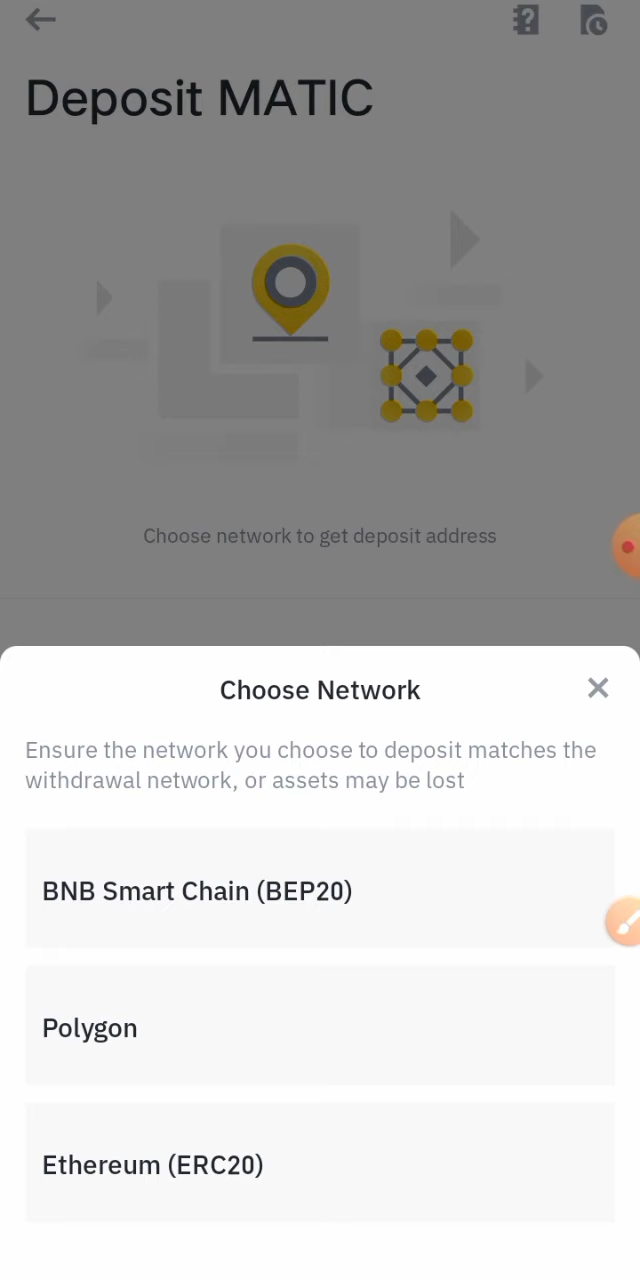 Deposit MATIC
Choose network to get deposit address
Choose Network
Ensure the network you choose to deposit matches the
withdrawal network, or assets may be lost
BNB Smart Chain (BEP20)
Polygon
Ethereum (ERC20)